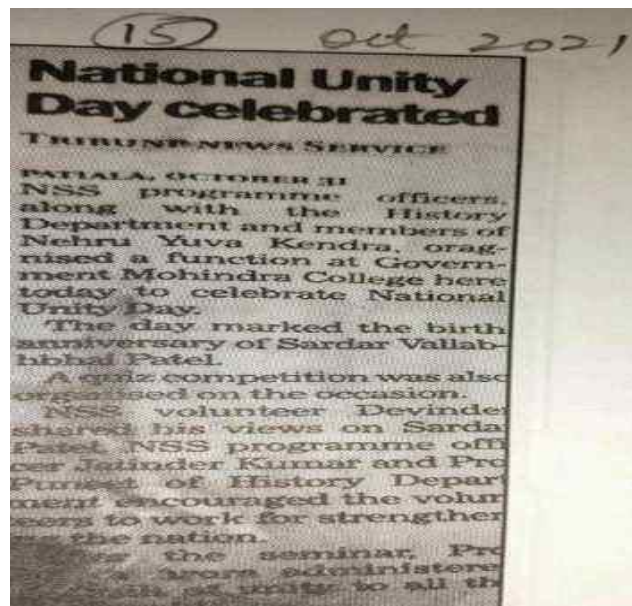 15 Oct 2021
National Unity
Day celebrated
TRIBUNE NEWS SERVICE
PATIALA, OCTOBER 31
NSS programme officers,
along with the History
Department and members of
Nehru Yuva Kendra, orag-
nised a function at Govern-
ment Mohindra College here
today to celebrate National
Unity Day.
The day marked the birth
anniversary of Sardar Vallab-
hbhai Patel.
A quiz competition was also
organised on the occasion.
NSS volunteer Devinde
shared his views on Sarda
Patel. NSS programme offi
cer Jatinder Kumar and Pro
Puneet of History Depart
ment encouraged the volun
eers to work for strengthen
the nation.
the seminar, Pro
administere
of unity to all th